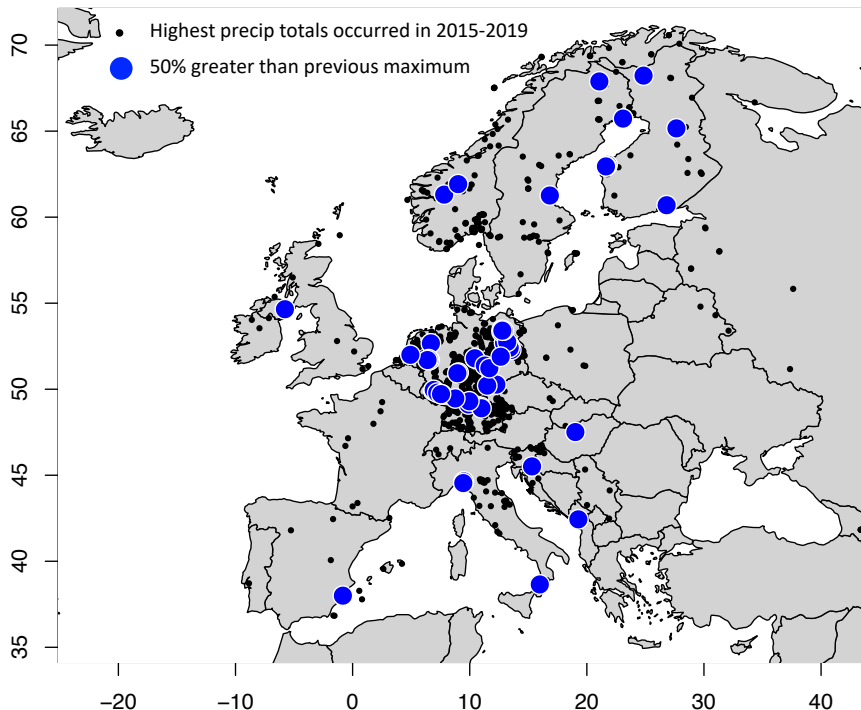 Highest precip totals occurred in 2015-2019
50% greater than previous maximum
70
65
60
55
50
45
40
35
−20 −10 0 10 20 30 40